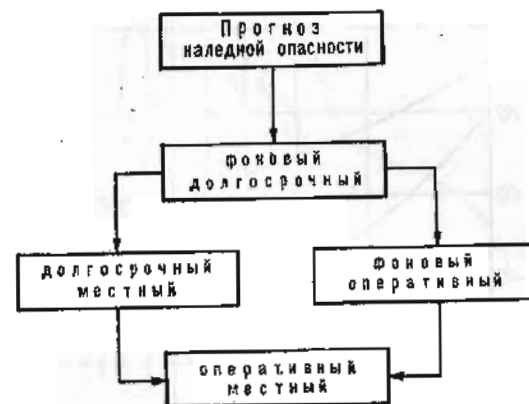 Прогноз
наледной опасности
фоновый
долгосрочный
долгосрочный
местный
фоновый
оперативный
оперативный
местный